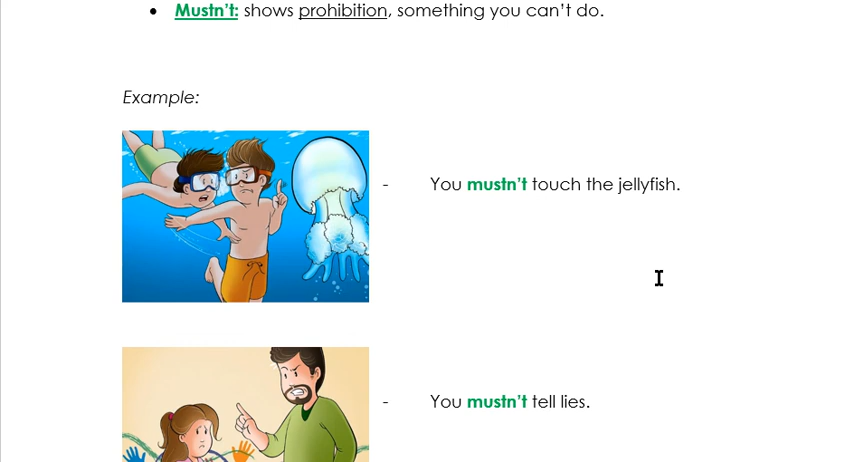 • Mustn’t: shows prohibition, something you can’t do.
Example:
- You mustn’t touch the jellyfish.
- You mustn’t tell lies.